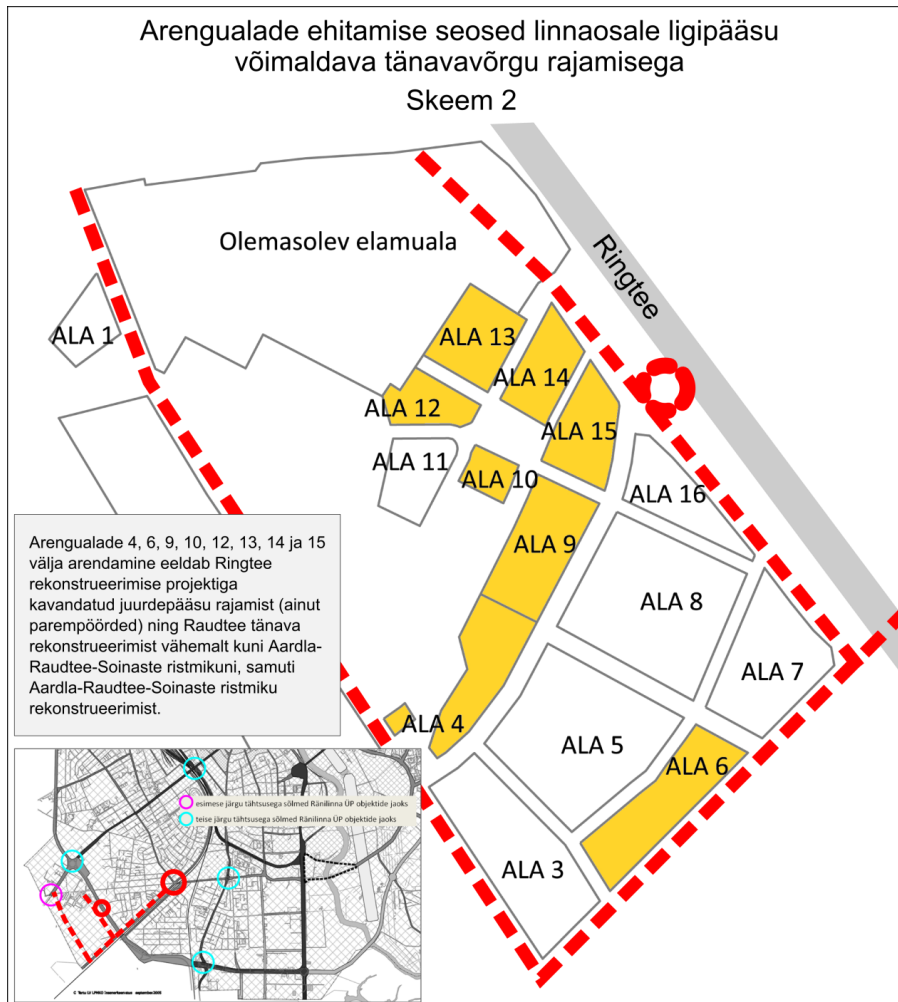 Arengualade ehitamise seosed linnaosale ligipääsu
võimaldava tänavavõrgu rajamisega
Skeem 2
Olemasolev elamuala
Ringtee
ALA 1
ALA 13
ALA 14
ALA 12
ALA 15
ALA 11
ALA 10
ALA 16
ALA 9
ALA 8
ALA 7
ALA 4
ALA 5
ALA 6
ALA 3
Arengualade 4, 6, 9, 10, 12, 13, 14 ja 15
välja arendamine eeldab Ringtee
rekonstrueerimise projektiga
kavandatud juurdepääsu rajamist (ainut
parempöörded) ning Raudtee tänava
rekonstrueerimist vähemalt kuni Aardla-
Raudtee-Soinaste ristmikuni, samuti
Aardla-Raudtee-Soinaste ristmiku
rekonstrueerimist.
esimese järgu tähtsusega sõlmed Ränilinna ÜP objektide jaoks
teise järgu tähtsusega sõlmed Ränilinna ÜP objektide jaoks